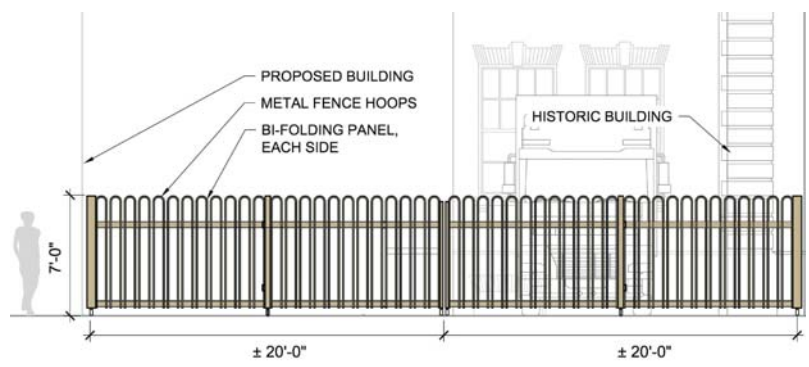 PROPOSED BUILDING
METAL FENCE HOOPS
BI-FOLDING PANEL,
EACH SIDE
HISTORIC BUILDING
7'-0"
± 20'-0"
± 20'-0"